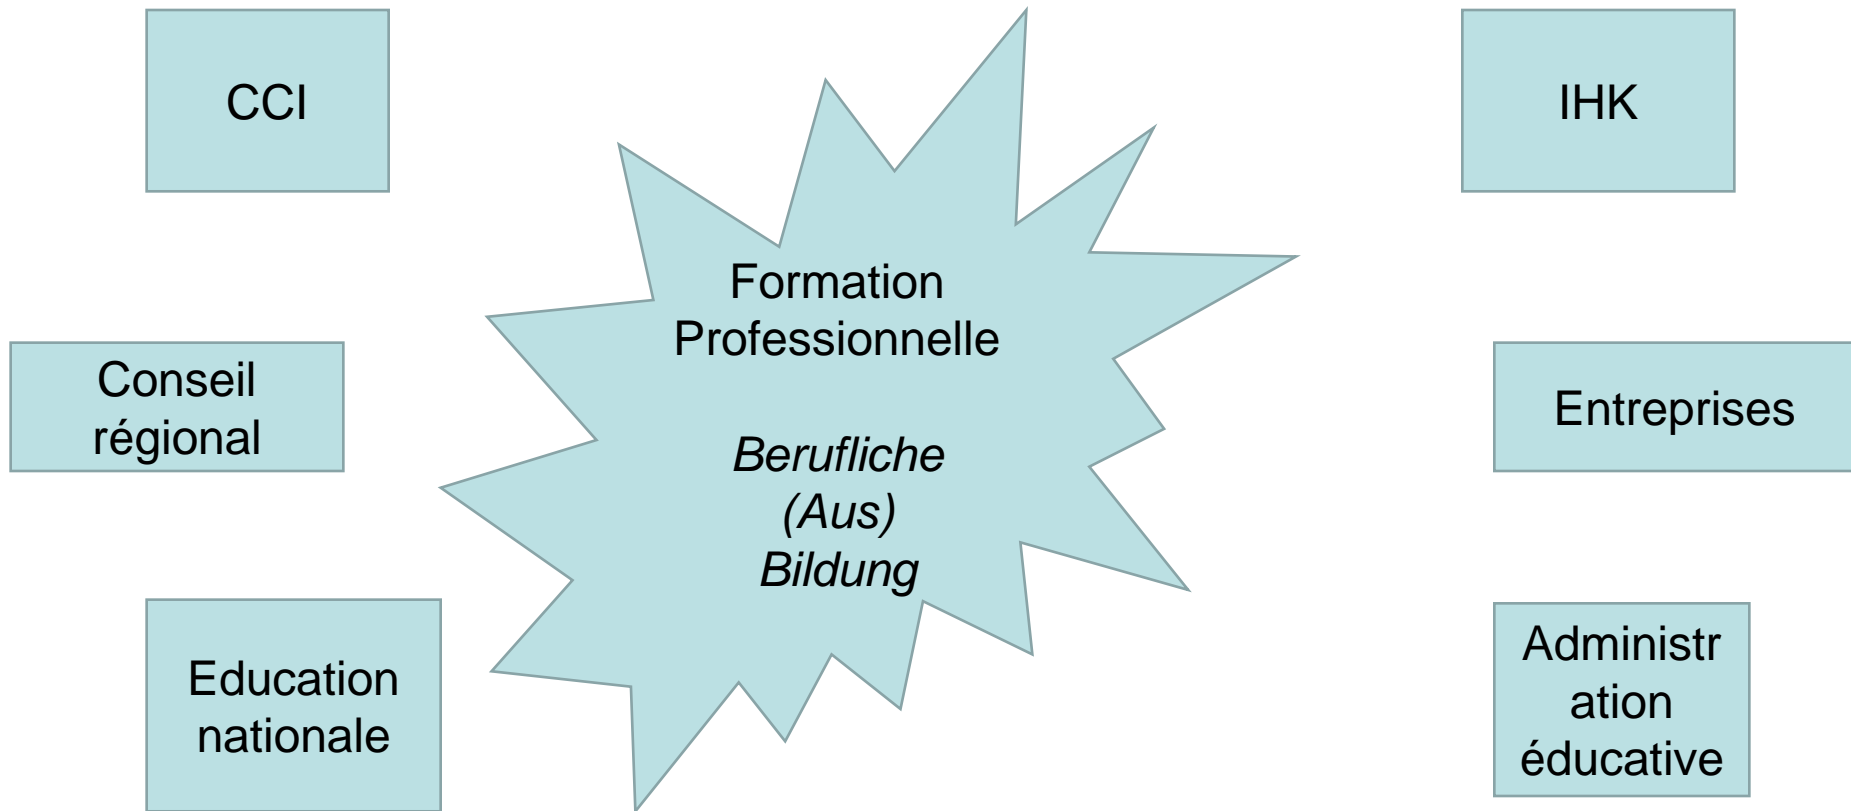 CCI
IHK
Formation
Professionnelle
Berufliche
(Aus)
Bildung
Conseil
régional
Entreprises
Education
nationale
Administr
ation
éducative